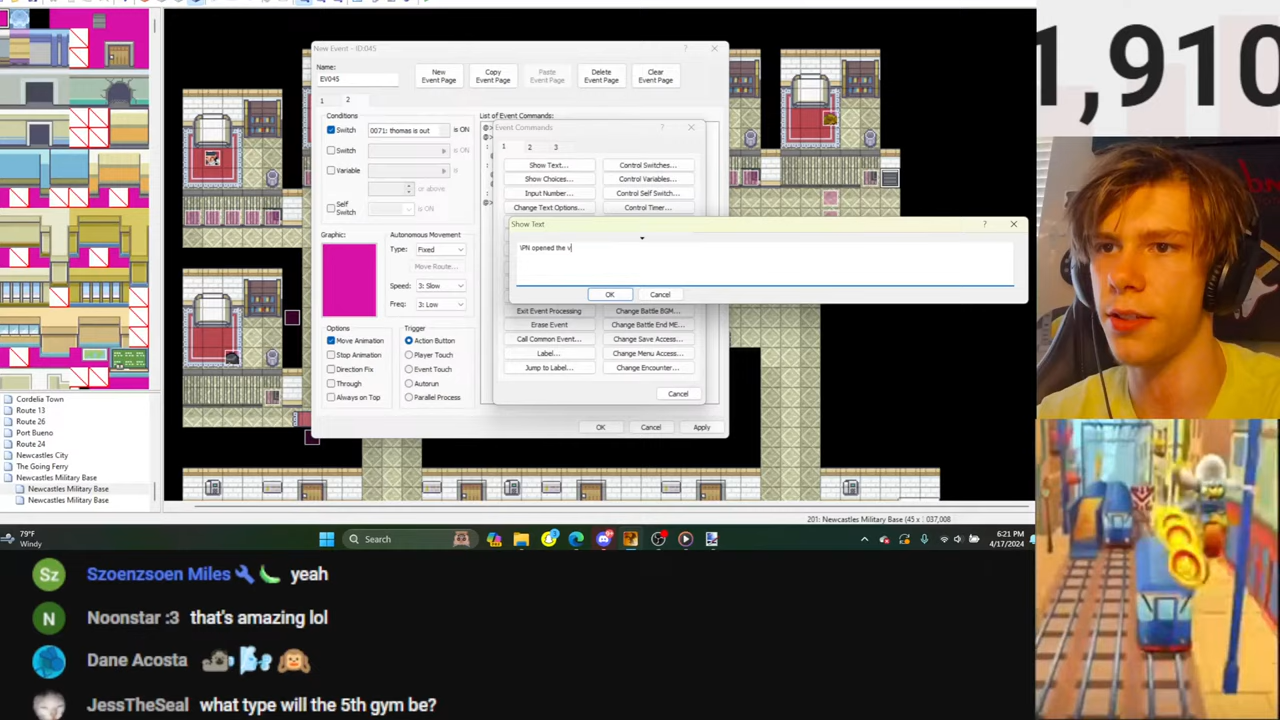 New Event - ID:045
Name:
EV045
New
Event Page
Copy
Event Page
Paste
Event Page
Delete
Event Page
Clear
Event Page
1
2
Conditions
Switch
0071: thomas is out
is ON
Switch
Variable
or above
Self
Switch
is ON
Graphic:
Autonomous Movement
Type:
Fixed
Move Route...
Speed:
3: Slow
Freq:
3: Low
Options
Move Animation
Stop Animation
Direction Fix
Through
Always on Top
Trigger
Action Button
Player Touch
Event Touch
Autorun
Parallel Process
OK
Cancel
Apply
List of Event Commands:
@>
Event Commands
1
2
3
Show Text...
Show Choices...
Input Number...
Change Text Options...
Control Switches...
Control Variables...
Control Self Switch...
Control Timer...
Show Text
\PN opened the v
OK
Cancel
Exit Event Processing
Erase Event
Call Common Event...
Label...
Jump to Label...
Change Battle BGM...
Change Battle End ME...
Change Save Access...
Change Menu Access...
Change Encounter...
Cancel
Cordelia Town
Route 13
Route 26
Port Bueno
Route 24
Newcastles City
The Going Ferry
Newcastles Military Base
Newcastles Military Base
Newcastles Military Base
201: Newcastles Military Base (45 x
037,008
79°F
Windy
Search
6:21 PM
4/17/2024
1,910
Sz
Szoenzsoen Miles yeah
N
Noonstar :3 that's amazing lol
Dane Acosta
JessTheSeal what type will the 5th gym be?